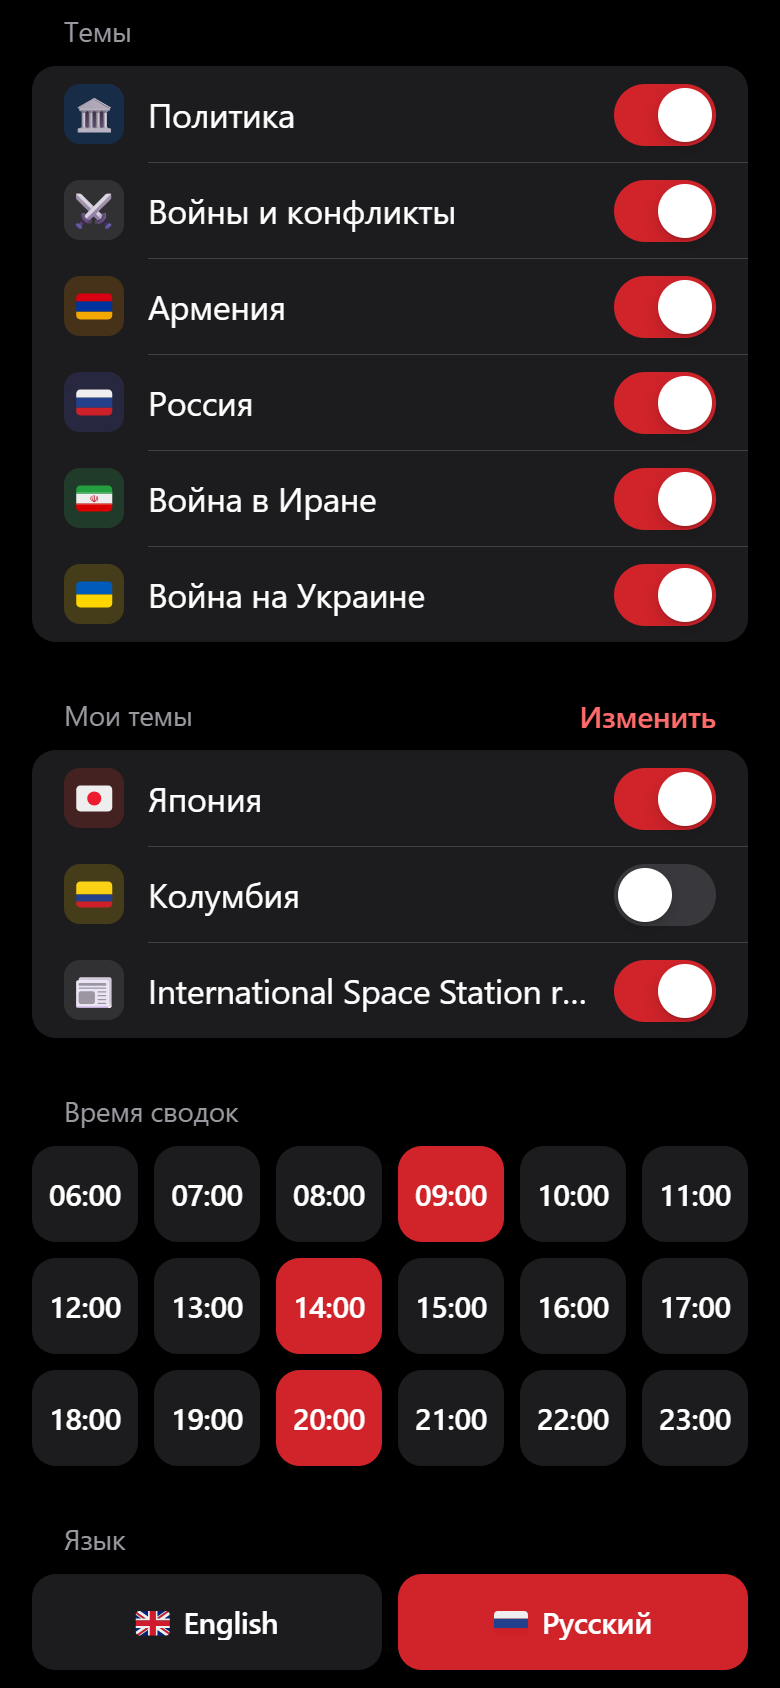 Темы
Политика
Войны и конфликты
Армения
Россия
Война в Иране
Война на Украине
Мои темы
Изменить
Япония
Колумбия
International Space Station r...
Время сводок
06:00 07:00 08:00 09:00 10:00 11:00
12:00 13:00 14:00 15:00 16:00 17:00
18:00 19:00 20:00 21:00 22:00 23:00
Язык
English Русский